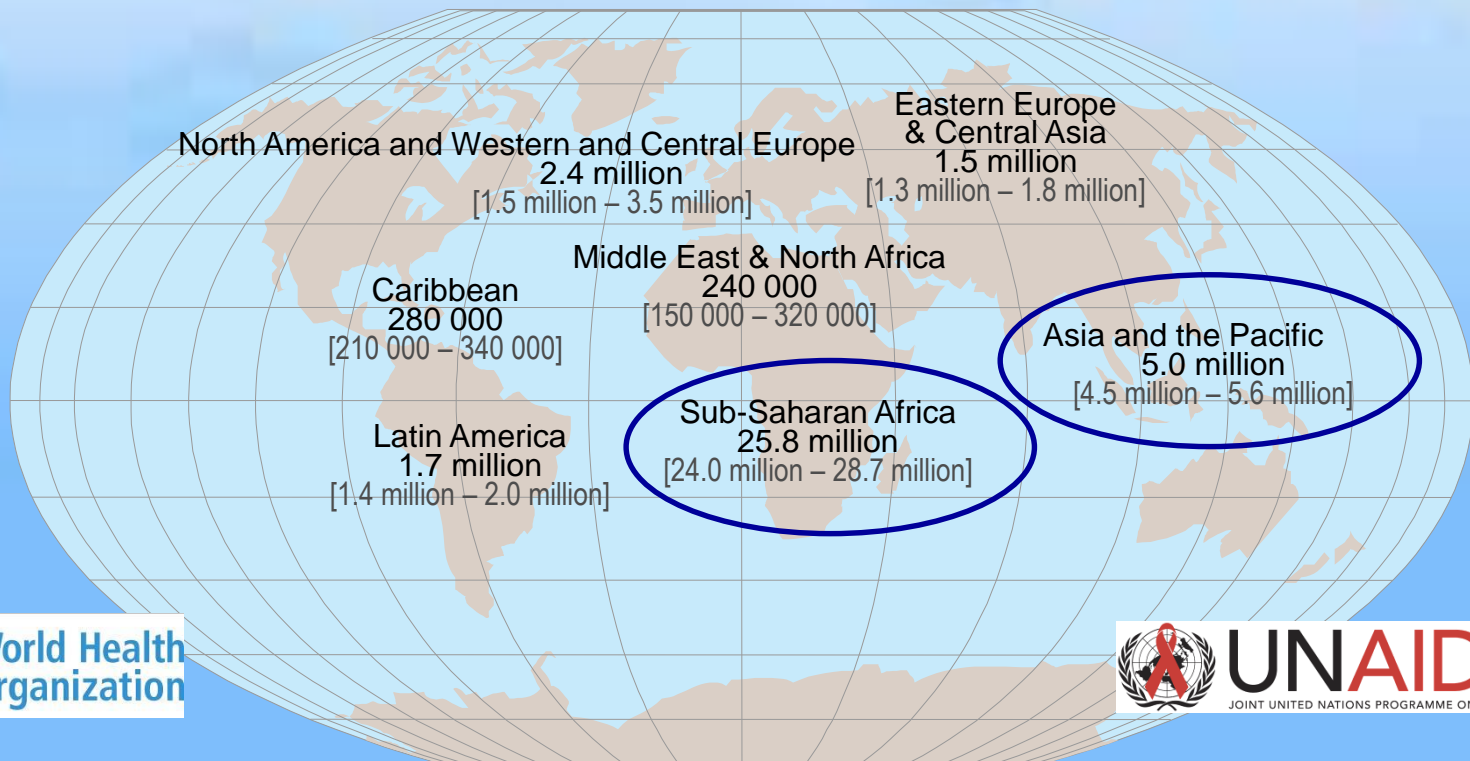 Eastern Europe
& Central Asia
1.5 million
[1.3 million – 1.8 million]
North America and Western and Central Europe
2.4 million
[1.5 million – 3.5 million]
Middle East & North Africa
240 000
[150 000 – 320 000]
Caribbean
280 000
[210 000 – 340 000]
Asia and the Pacific
5.0 million
[4.5 million – 5.6 million]
Sub-Saharan Africa
25.8 million
[24.0 million – 28.7 million]
Latin America
1.7 million
[1.4 million – 2.0 million]
World Health
rganization
UNAID
JOINT UNITED NATIONS PROGRAMME ON